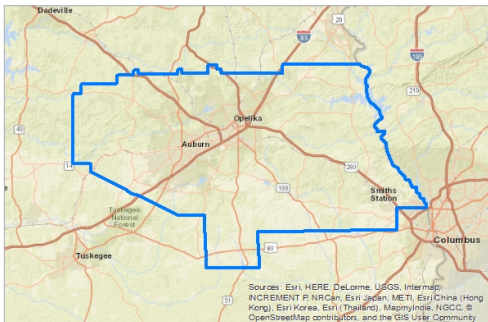 Dadeville
29
85
185
219
49
Opelika
Auburn
14
280
169
Smiths
Station
Tuskegee
National
Forest
Columbus
80
Tuskegee
51
Sources: Esri, HERE, DeLorme, USGS, Intermap,
INCREMENT P, NRCan, Esri Japan, METI, Esri China (Hong
Kong), Esri Korea, Esri (Thailand), MapmyIndia, NGCC, ©
OpenStreetMap contributors, and the GIS User Community